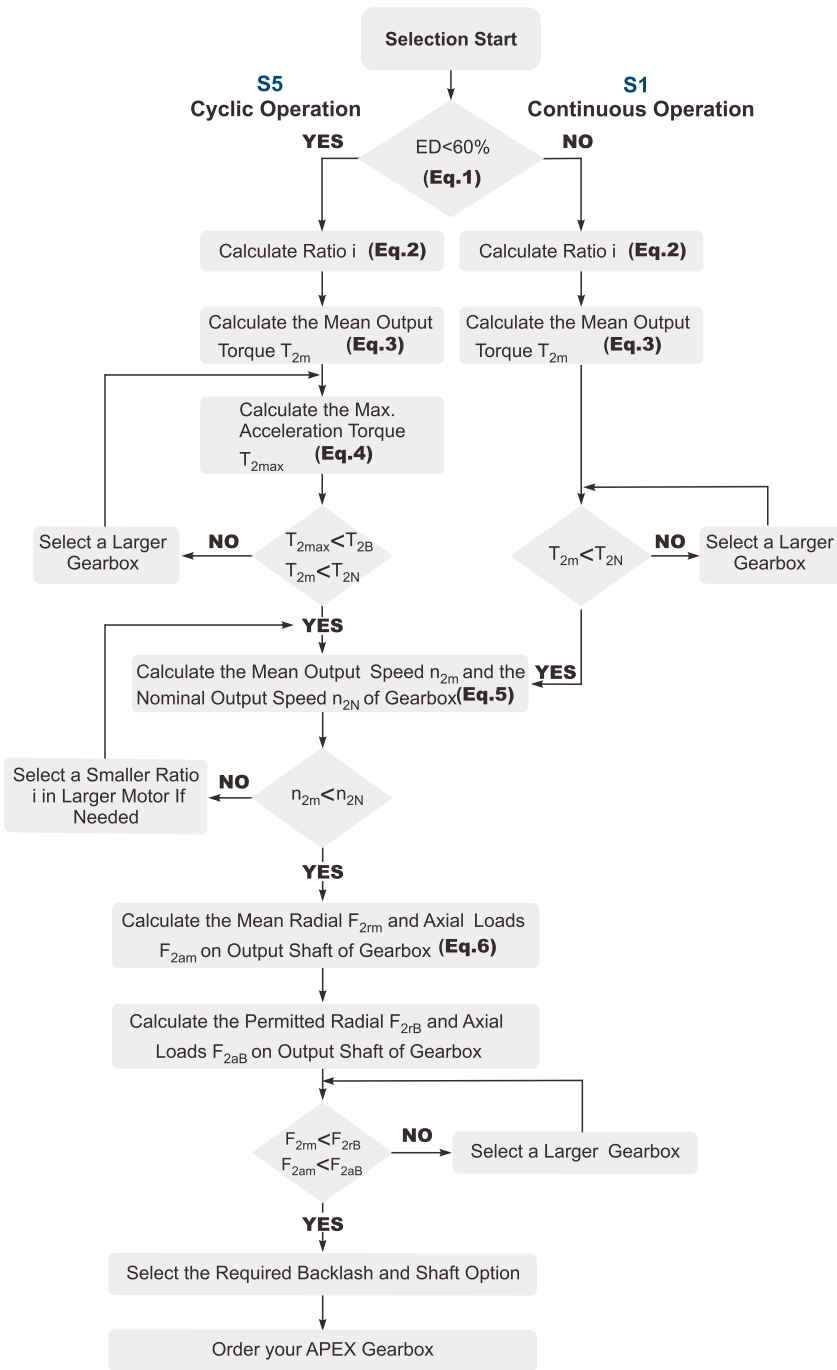 Selection Start
S5
Cyclic Operation
S1
Continuous Operation
YES
NO
ED<60%
(Eq.1)
Calculate Ratio i (Eq.2)
Calculate Ratio i (Eq.2)
Calculate the Mean Output
Torque T2m (Eq.3)
Calculate the Mean Output
Torque T2m (Eq.3)
Calculate the Max.
Acceleration Torque
T2max (Eq.4)
Select a Larger
Gearbox
NO
T2max<T2B
T2m<T2N
T2m<T2N
NO
Select a Larger
Gearbox
YES
Calculate the Mean Output Speed n2m and the
Nominal Output Speed n2N of Gearbox(Eq.5)
YES
Select a Smaller Ratio
i in Larger Motor If
Needed
NO
n2m<n2N
YES
Calculate the Mean Radial F2rm and Axial Loads
F2am on Output Shaft of Gearbox (Eq.6)
Calculate the Permitted Radial F2rB and Axial
Loads F2aB on Output Shaft of Gearbox
F2rm<F2rB
F2am<F2aB
NO
Select a Larger Gearbox
YES
Select the Required Backlash and Shaft Option
Order your APEX Gearbox